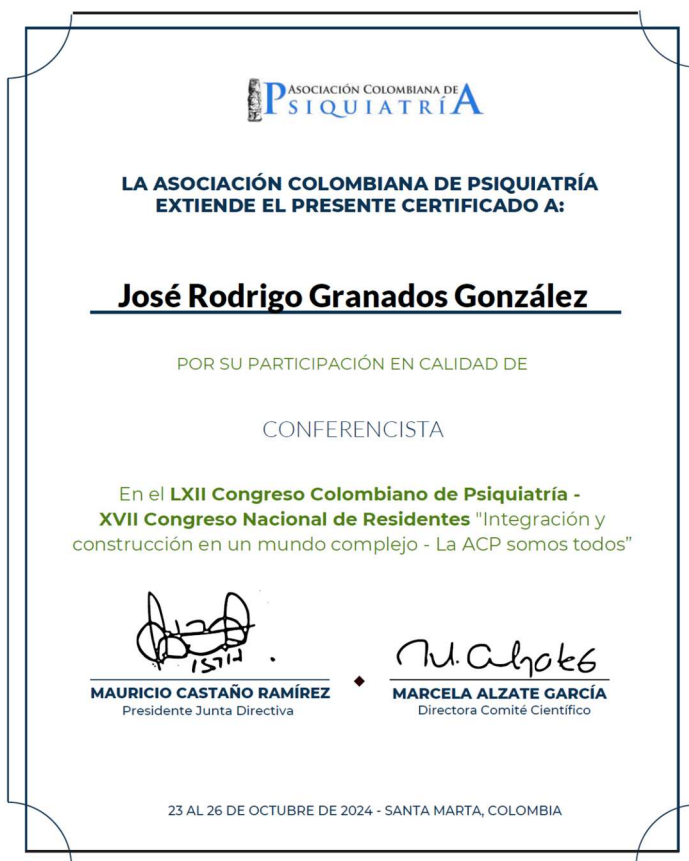 ASOCIACIÓN COLOMBIANA DE
PSIQUIATRÍA
LA ASOCIACIÓN COLOMBIANA DE PSIQUIATRÍA
EXTIENDE EL PRESENTE CERTIFICADO A:
José Rodrigo Granados González
POR SU PARTICIPACIÓN EN CALIDAD DE
CONFERENCISTA
En el LXII Congreso Colombiano de Psiquiatría -
XVII Congreso Nacional de Residentes "Integración y
construcción en un mundo complejo - La ACP somos todos”
M. Alzate G
MAURICIO CASTAÑO RAMÍREZ
Presidente Junta Directiva
MARCELA ALZATE GARCÍA
Directora Comité Científico
23 AL 26 DE OCTUBRE DE 2024 - SANTA MARTA, COLOMBIA